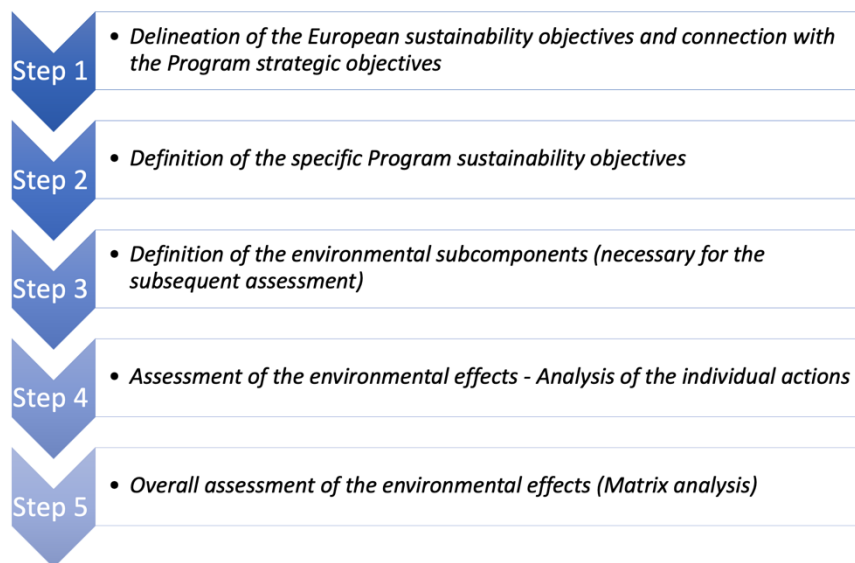 Step 1
• Delineation of the European sustainability objectives and connection with
the Program strategic objectives
Step 2
• Definition of the specific Program sustainability objectives
Step 3
• Definition of the environmental subcomponents (necessary for the
subsequent assessment)
Step 4
• Assessment of the environmental effects - Analysis of the individual actions
Step 5
• Overall assessment of the environmental effects (Matrix analysis)